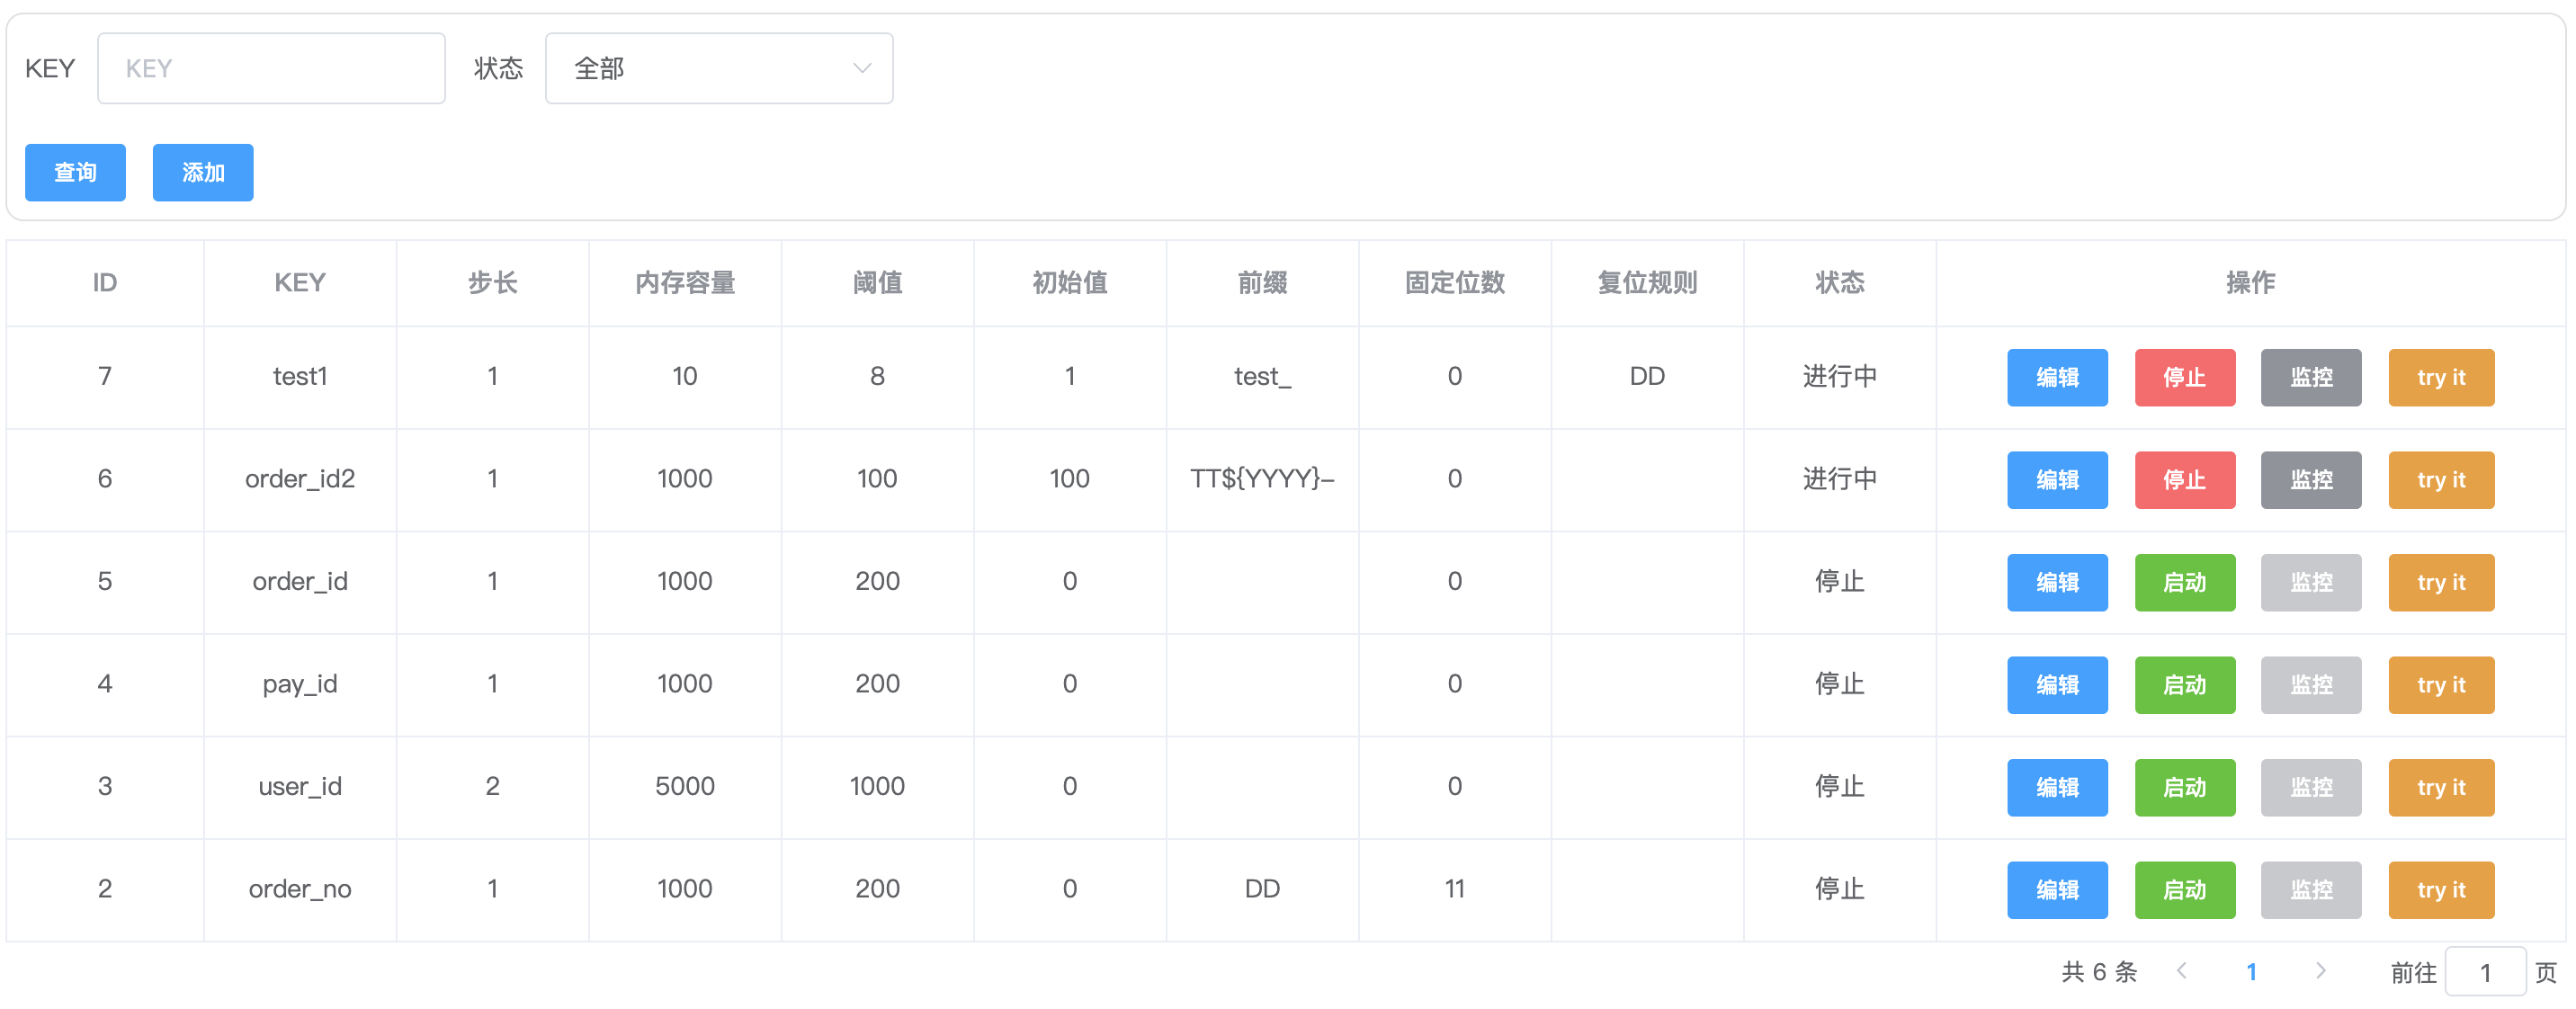 KEY KEY 状态 全部
查询 添加
ID KEY 步长 内存容量 阈值 初始值 前缀 固定位数 复位规则 状态 操作
7 test1 1 10 8 1 test_ 0 DD 进行中 编辑 停止 监控 try it
6 order_id2 1 1000 100 100 TT${YYYY}- 0 进行中 编辑 停止 监控 try it
5 order_id 1 1000 200 0 0 停止 编辑 启动 监控 try it
4 pay_id 1 1000 200 0 0 停止 编辑 启动 监控 try it
3 user_id 2 5000 1000 0 0 停止 编辑 启动 监控 try it
2 order_no 1 1000 200 0 DD 11 停止 编辑 启动 监控 try it
共 6 条 1 前往 1 页